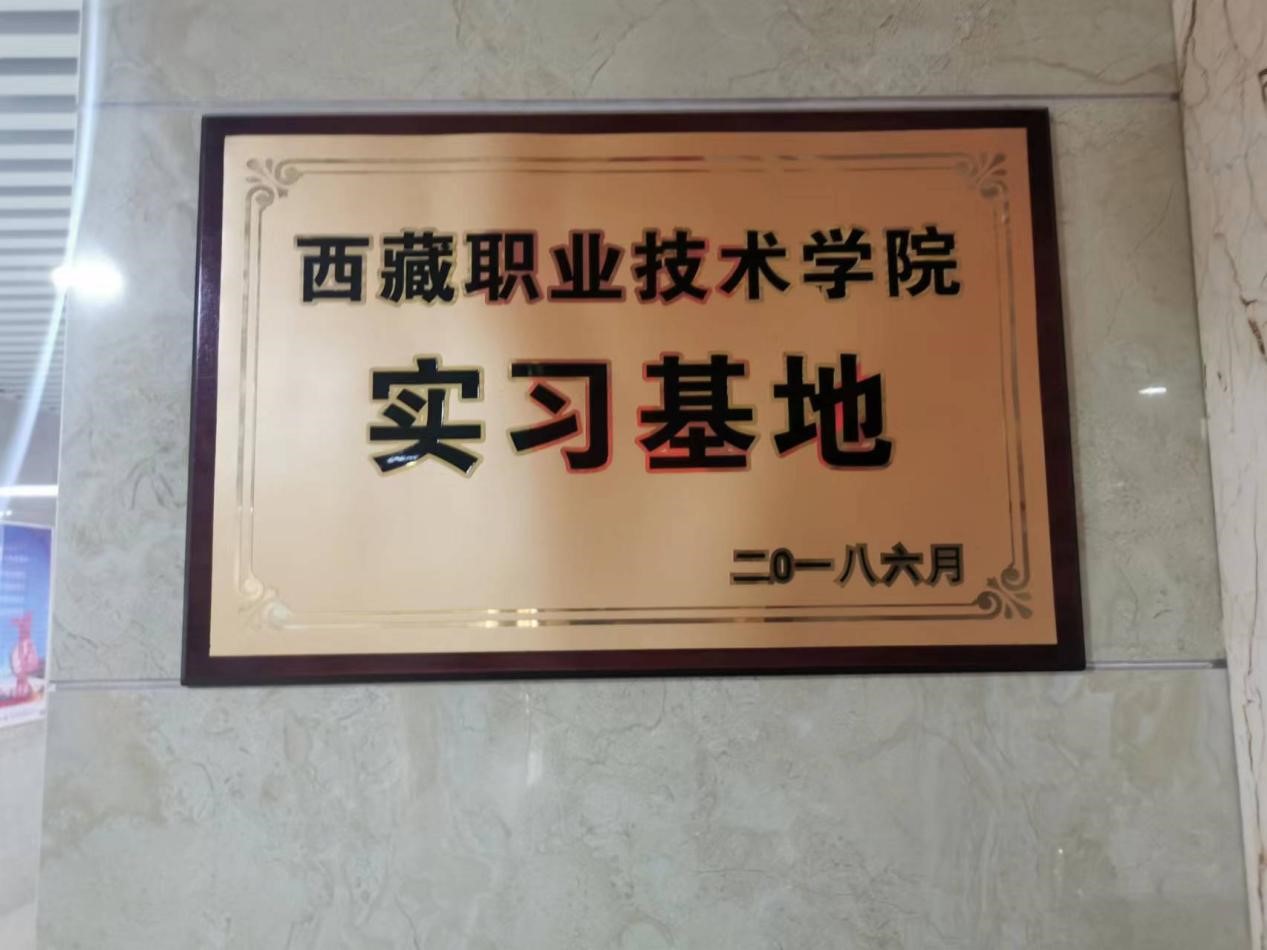 西藏职业技术学院
实习基地
二0一八六月